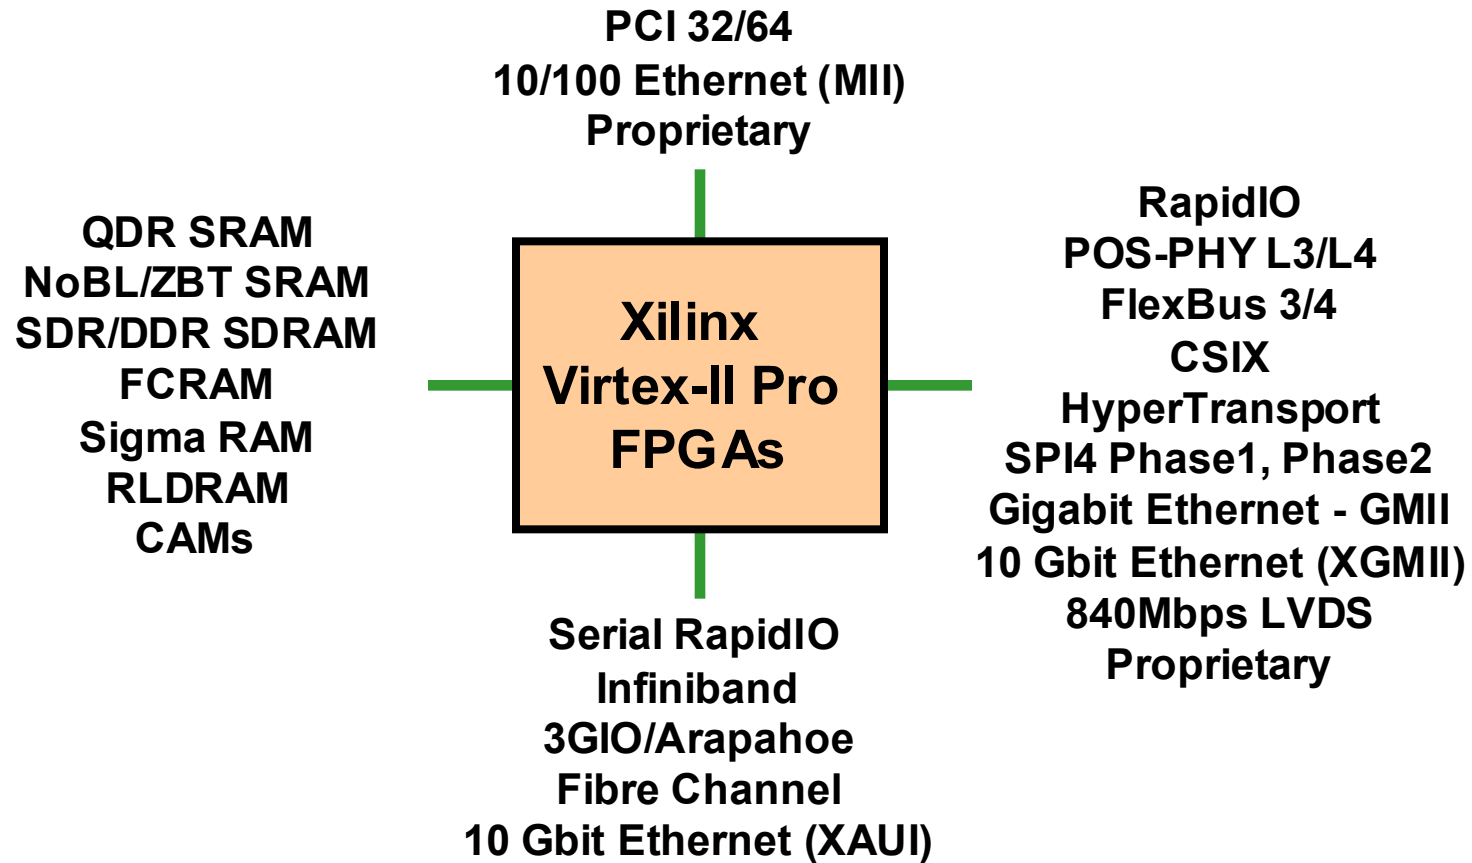 PCI 32/64
10/100 Ethernet (MII)
Proprietary
QDR SRAM
NoBL/ZBT SRAM
SDR/DDR SDRAM
FCRAM
Sigma RAM
RLDRAM
CAMs
Xilinx
Virtex-II Pro
FPGAs
RapidIO
POS-PHY L3/L4
FlexBus 3/4
CSIX
HyperTransport
SPI4 Phase1, Phase2
Gigabit Ethernet - GMII
10 Gbit Ethernet (XGMII)
840Mbps LVDS
Proprietary
Serial RapidIO
Infiniband
3GIO/Arapahoe
Fibre Channel
10 Gbit Ethernet (XAUI)